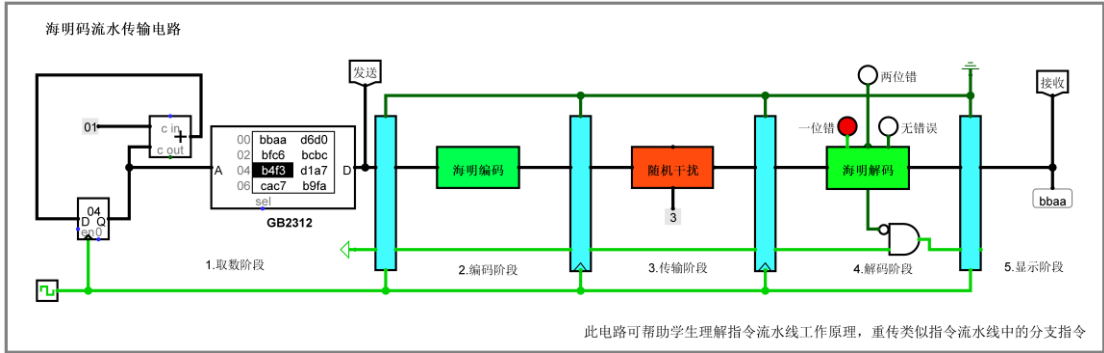 海明码流水传输电路
发送
两位错
接收
01
c in
+
c out
一位错
无错误
00 bbaa d6d0
02 bfc6 bcbc
04 b4f3 d1a7
06 cac7 b9fa
A
D
sel
GB2312
海明编码
随机干扰
海明解码
3
bbaa
04
D Q
en 0
1.取数阶段
2.编码阶段
3.传输阶段
4.解码阶段
5.显示阶段
此电路可帮助学生理解指令流水线工作原理，重传类似指令流水线中的分支指令